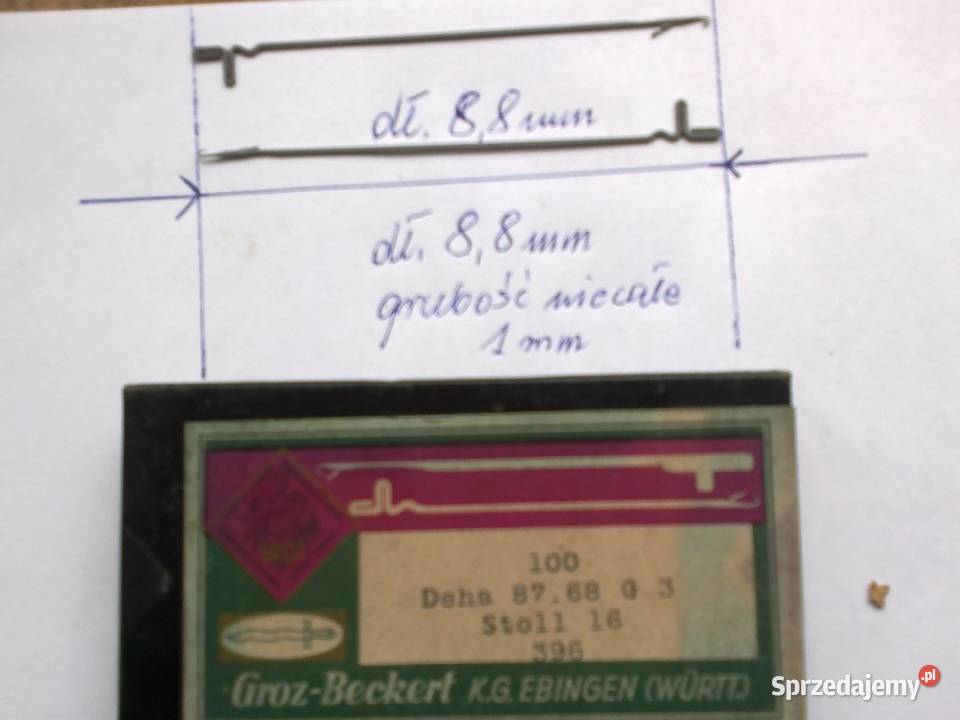 dł. 8,8 mm
dł. 8,8 mm
grubość niecałe
1 mm
100
Deha 87.68 G 3
Stoll 16
396
Groz-Beckert K.G. EBINGEN (WÜRTT.)
Sprzedajemy.pl